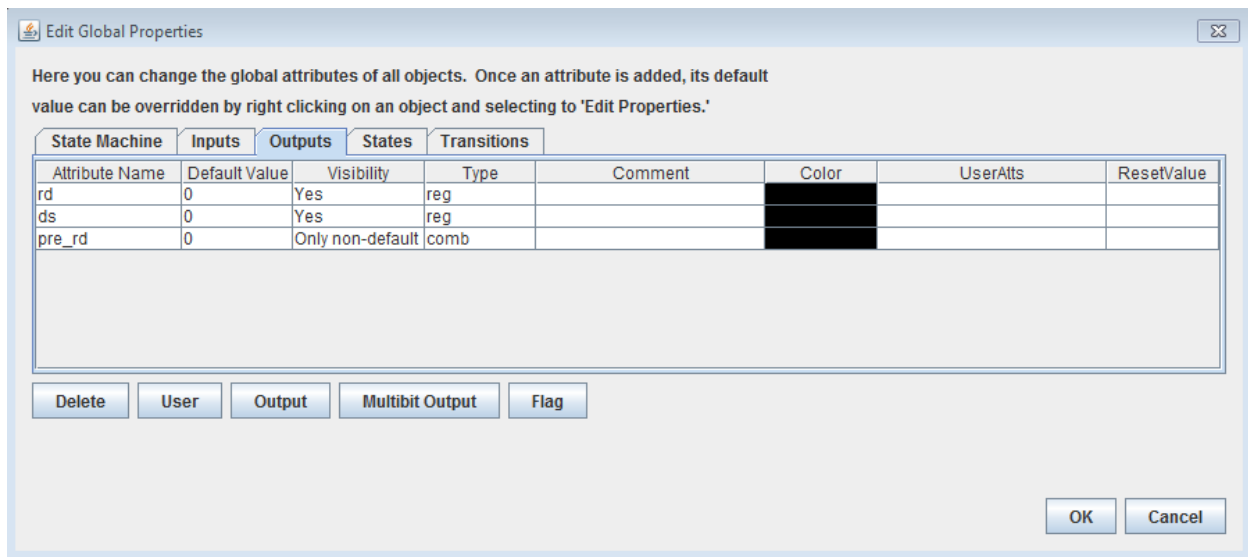 Edit Global Properties
Here you can change the global attributes of all objects. Once an attribute is added, its default
value can be overridden by right clicking on an object and selecting to 'Edit Properties.'
State Machine Inputs Outputs States Transitions
Attribute Name Default Value Visibility Type Comment Color UserAtts ResetValue
rd 0 Yes reg
ds 0 Yes reg
pre_rd 0 Only non-default comb
Delete User Output Multibit Output Flag
OK Cancel